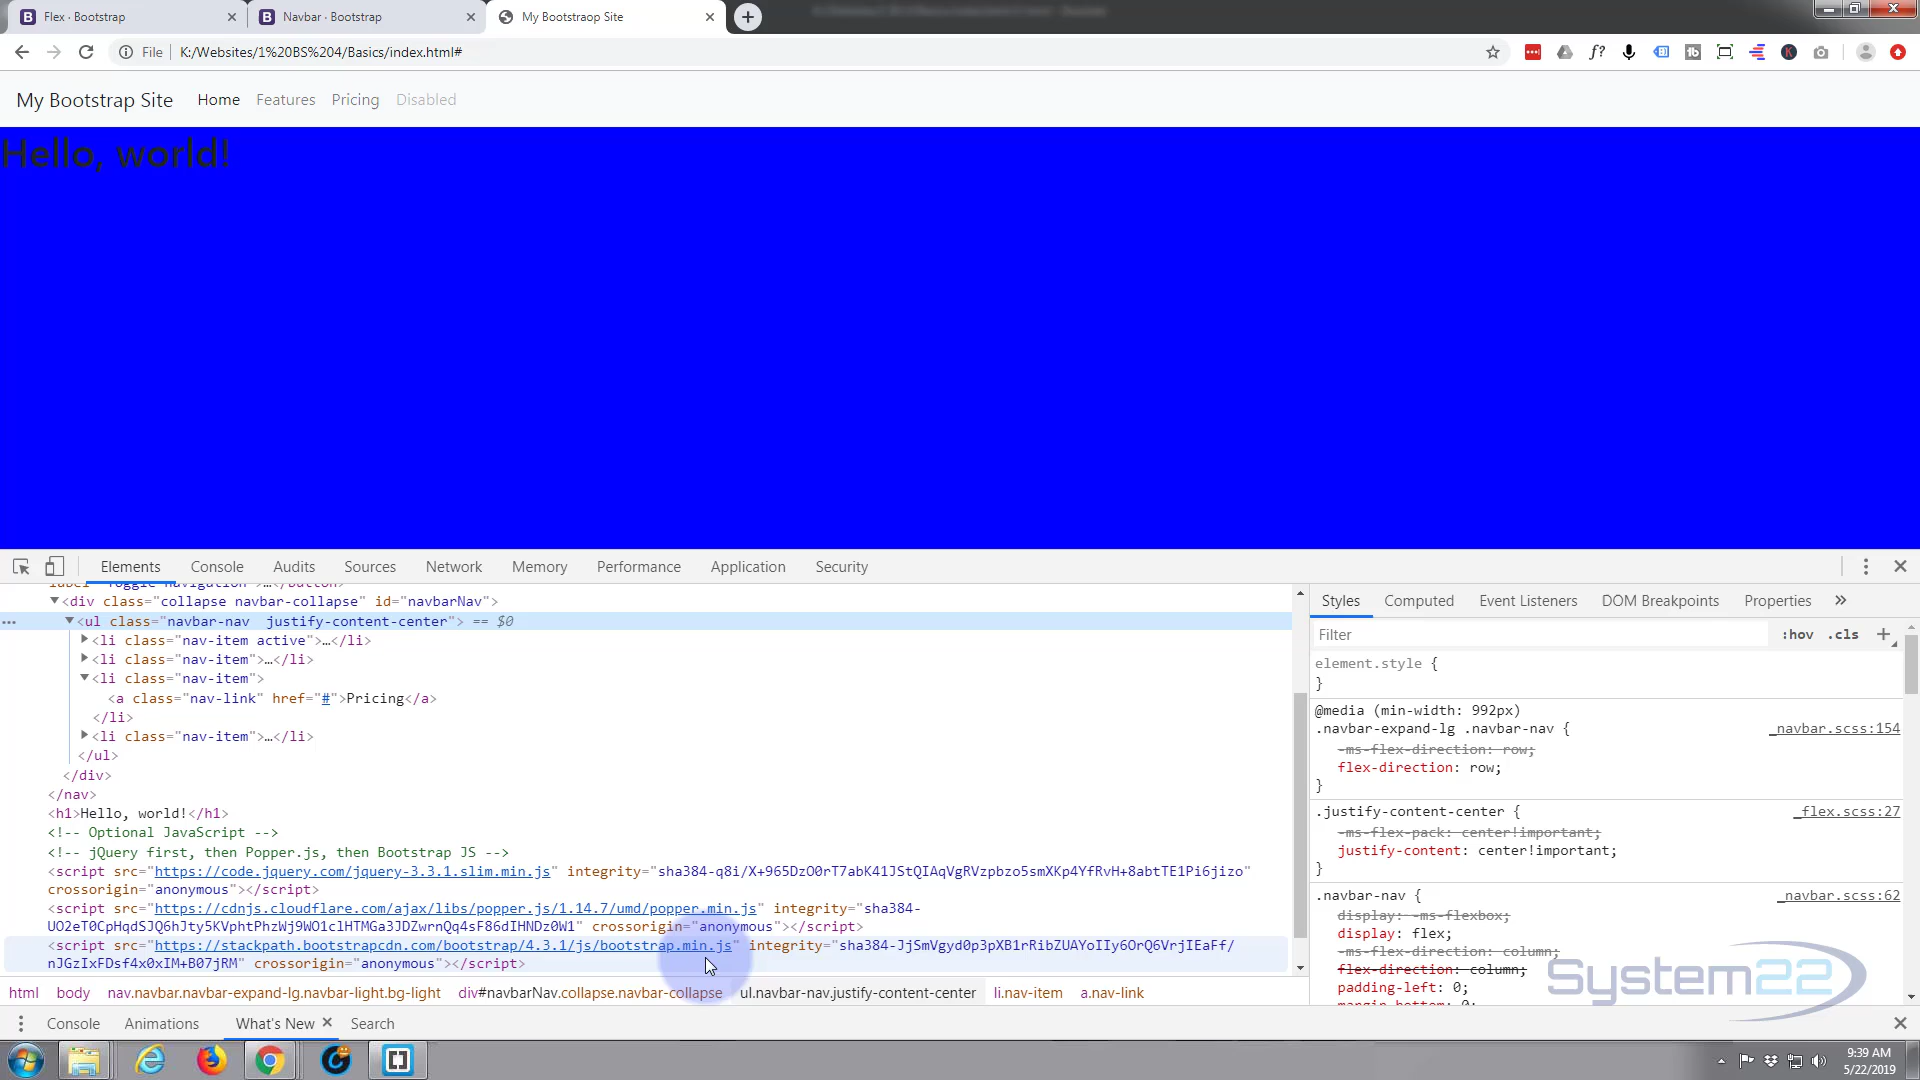 Flex · Bootstrap
Navbar · Bootstrap
My Bootstraop Site
File
K:/Websites/1%20BS%204/Basics/index.html#
My Bootstrap Site
Home
Features
Pricing
Disabled
Hello, world!
Elements
Console
Audits
Sources
Network
Memory
Performance
Application
Security
<div class="collapse navbar-collapse" id="navbarNav">
<ul class="navbar-nav  justify-content-center"> == $0
<li class="nav-item active">…</li>
<li class="nav-item">…</li>
<li class="nav-item">
<a class="nav-link" href="#">Pricing</a>
</li>
<li class="nav-item">…</li>
</ul>
</div>
</nav>
<h1>Hello, world!</h1>
<!-- Optional JavaScript -->
<!-- jQuery first, then Popper.js, then Bootstrap JS -->
<script src="https://code.jquery.com/jquery-3.3.1.slim.min.js" integrity="sha384-q8i/X+965DzO0rT7abK41JStQIAqVgRVzpbzo5smXKp4YfRvH+8abtTE1Pi6jizo"
crossorigin="anonymous"></script>
<script src="https://cdnjs.cloudflare.com/ajax/libs/popper.js/1.14.7/umd/popper.min.js" integrity="sha384-
UO2eT0CpHqdSJQ6hJty5KVphtPhzWj9WO1clHTMGa3JDZwrnQq4sF86dIHNDz0W1" crossorigin="anonymous"></script>
<script src="https://stackpath.bootstrapcdn.com/bootstrap/4.3.1/js/bootstrap.min.js" integrity="sha384-JjSmVgyd0p3pXB1rRibZUAYoIIy6OrQ6VrjIEaFf/
nJGzIxFDsf4x0xIM+B07jRM" crossorigin="anonymous"></script>
html
body
nav.navbar.navbar-expand-lg.navbar-light.bg-light
div#navbarNav.collapse.navbar-collapse
ul.navbar-nav.justify-content-center
li.nav-item
a.nav-link
Styles
Computed
Event Listeners
DOM Breakpoints
Properties
Filter
:hov
.cls
element.style {
}
@media (min-width: 992px)
.navbar-expand-lg .navbar-nav {
_navbar.scss:154
-ms-flex-direction: row;
flex-direction: row;
}
.justify-content-center {
_flex.scss:27
-ms-flex-pack: center!important;
justify-content: center!important;
}
.navbar-nav {
_navbar.scss:62
display: -ms-flexbox;
display: flex;
-ms-flex-direction: column;
flex-direction: column;
padding-left: 0;
margin-bottom: 0;
System22
Console
Animations
What's New
Search
9:39 AM
5/22/2019